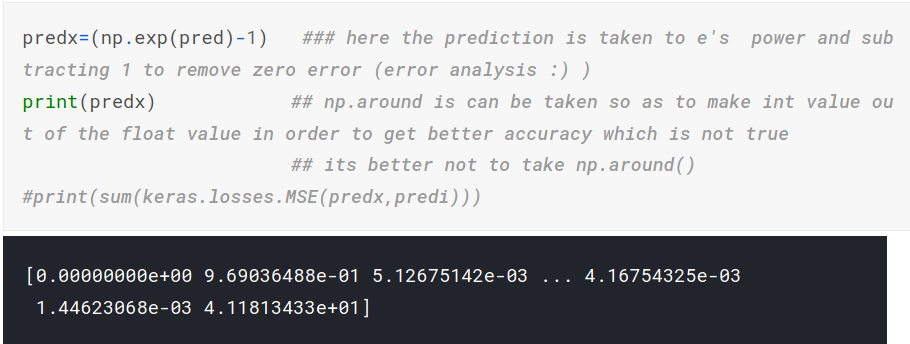 predx=(np.exp(pred)-1)   ### here the prediction is taken to e's  power and sub
tracting 1 to remove zero error (error analysis :) )
print(predx)            ## np.around is can be taken so as to make int value ou
t of the float value in order to get better accuracy which is not true
                        ## its better not to take np.around()
#print(sum(keras.losses.MSE(predx,predi)))
[0.00000000e+00 9.69036488e-01 5.12675142e-03 ... 4.16754325e-03
 1.44623068e-03 4.11813433e+01]